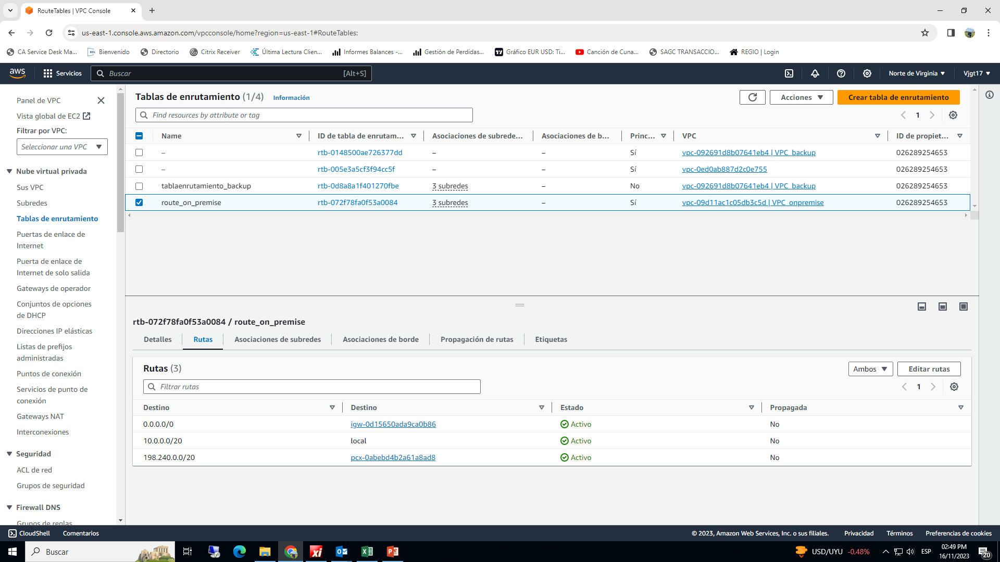 RouteTables | VPC Console
us-east-1.console.aws.amazon.com/vpcconsole/home?region=us-east-1#RouteTables:
CA Service Desk Ma...
Bienvenido
Directorio
Citrix Receiver
Última Lectura Clien...
Informes Balances -...
Gestión de Perdidas...
Gráfico EUR USD: Ti...
Canción de Cuna...
SAGC TRANSACCIO...
REGIO | Login
aws
Servicios
Buscar
[Alt+S]
Norte de Virginia
Vjgt17
Panel de VPC
Vista global de EC2
Filtrar por VPC:
Seleccionar una VPC
Nube virtual privada
Sus VPC
Subredes
Tablas de enrutamiento
Puertas de enlace de
Internet
Puerta de enlace de
Internet de solo salida
Gateways de operador
Conjuntos de opciones
de DHCP
Direcciones IP elásticas
Listas de prefijos
administradas
Puntos de conexión
Servicios de punto de
conexión
Gateways NAT
Interconexiones
Seguridad
ACL de red
Grupos de seguridad
Firewall DNS
Grupos de reglas
Tablas de enrutamiento (1/4) Información
Acciones
Crear tabla de enrutamiento
Find resources by attribute or tag
1
Name ID de tabla de enrutam... Asociaciones de subrede... Asociaciones de b... Princ... VPC ID de propiet...
– rtb-0148500ae726377dd – – Sí vpc-092691d8b07641eb4 | VPC_backup 026289254653
– rtb-005e3a5cf3f94cc5f – – Sí vpc-0ed0ab887d2c0e755 026289254653
tablaenrutamiento_backup rtb-0d8a8a1f401270fbe 3 subredes – No vpc-092691d8b07641eb4 | VPC_backup 026289254653
route_on_premise rtb-072f78fa0f53a0084 3 subredes – Sí vpc-09d11ac1c05db3c5d | VPC_onpremise 026289254653
rtb-072f78fa0f53a0084 / route_on_premise
Detalles Rutas Asociaciones de subredes Asociaciones de borde Propagación de rutas Etiquetas
Rutas (3)
Ambos
Editar rutas
Filtrar rutas
1
Destino Destino Estado Propagada
0.0.0.0/0 igw-0d15650ada9ca0b86 Activo No
10.0.0.0/20 local Activo No
198.240.0.0/20 pcx-0abebd4b2a61a8ad8 Activo No
CloudShell Comentarios
© 2023, Amazon Web Services, Inc. o sus filiales. Privacidad Términos Preferencias de cookies
Buscar
USD/UYU -0,48%
ESP
02:49 PM
16/11/2023
20